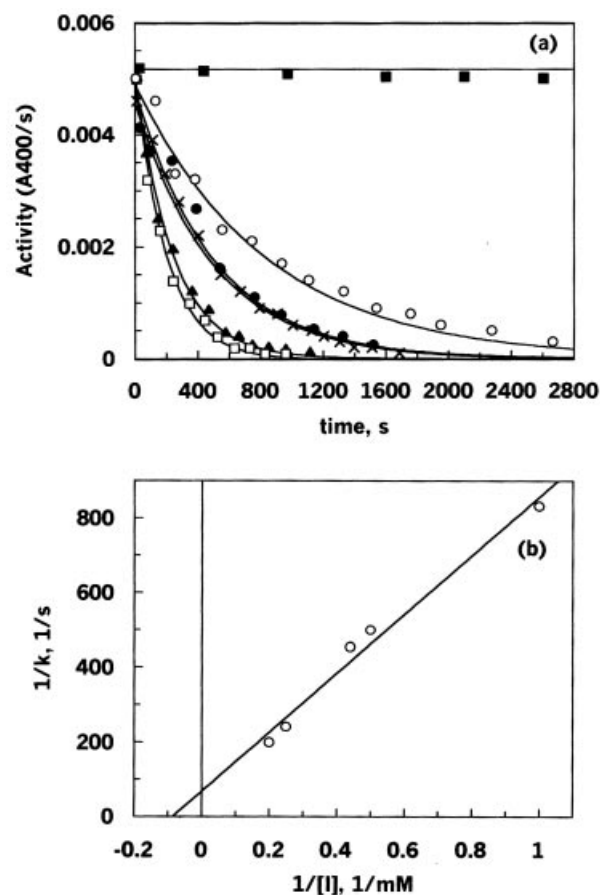 0.006
(a)
0.004
0.002
0
Activity (A400/s)
0 400 800 1200 1600 2000 2400 2800
time, s
800
(b)
600
400
200
0
1/k, 1/s
-0.2 0 0.2 0.4 0.6 0.8 1
1/[I], 1/mM